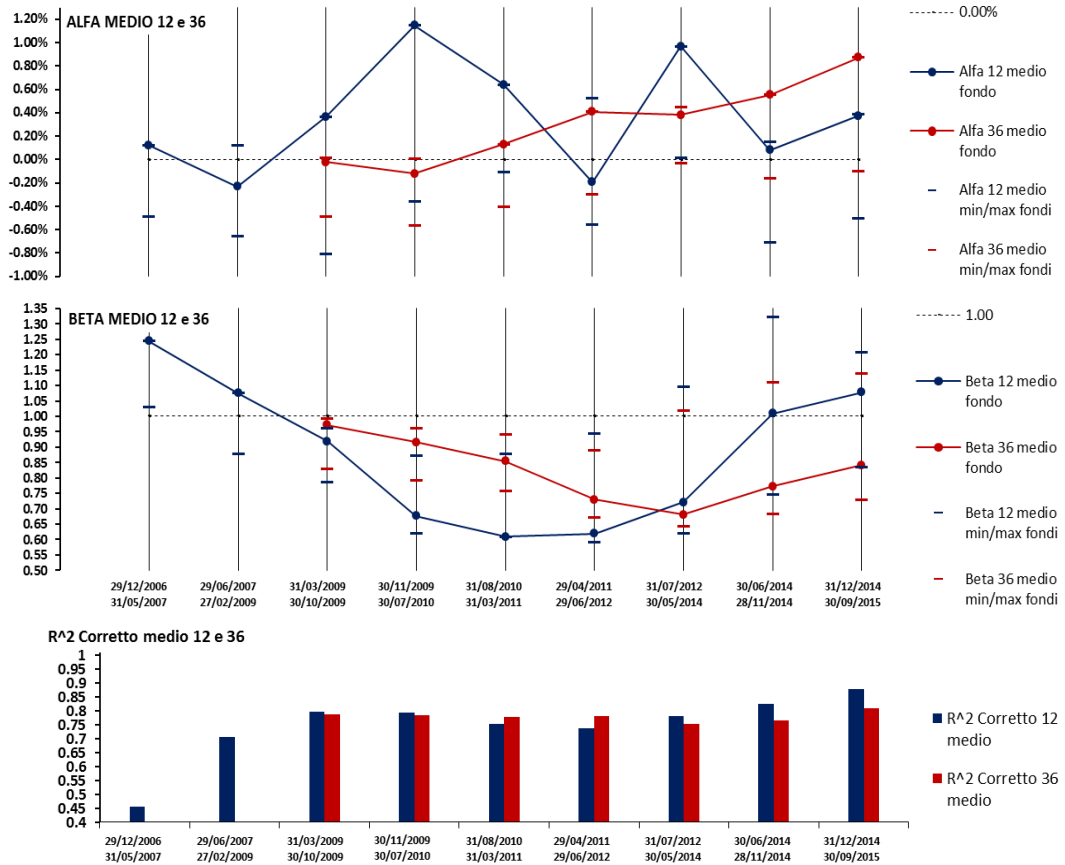 ALFA MEDIO 12 e 36
1.20%
1.00%
0.80%
0.60%
0.40%
0.20%
0.00%
-0.20%
-0.40%
-0.60%
-0.80%
-1.00%
0.00%
Alfa 12 medio
fondo
Alfa 36 medio
fondo
Alfa 12 medio
min/max fondi
Alfa 36 medio
min/max fondi
BETA MEDIO 12 e 36
1.35
1.30
1.25
1.20
1.15
1.10
1.05
1.00
0.95
0.90
0.85
0.80
0.75
0.70
0.65
0.60
0.55
0.50
29/12/2006 29/06/2007 31/03/2009 30/11/2009 31/08/2010 29/04/2011 31/07/2012 30/06/2014 31/12/2014
31/05/2007 27/02/2009 30/10/2009 30/07/2010 31/03/2011 29/06/2012 30/05/2014 28/11/2014 30/09/2015
1.00
Beta 12 medio
fondo
Beta 36 medio
fondo
Beta 12 medio
min/max fondi
Beta 36 medio
min/max fondi
R^2 Corretto medio 12 e 36
1
0.95
0.9
0.85
0.8
0.75
0.7
0.65
0.6
0.55
0.5
0.45
0.4
29/12/2006 29/06/2007 31/03/2009 30/11/2009 31/08/2010 29/04/2011 31/07/2012 30/06/2014 31/12/2014
31/05/2007 27/02/2009 30/10/2009 30/07/2010 31/03/2011 29/06/2012 30/05/2014 28/11/2014 30/09/2015
R^2 Corretto 12
medio
R^2 Corretto 36
medio